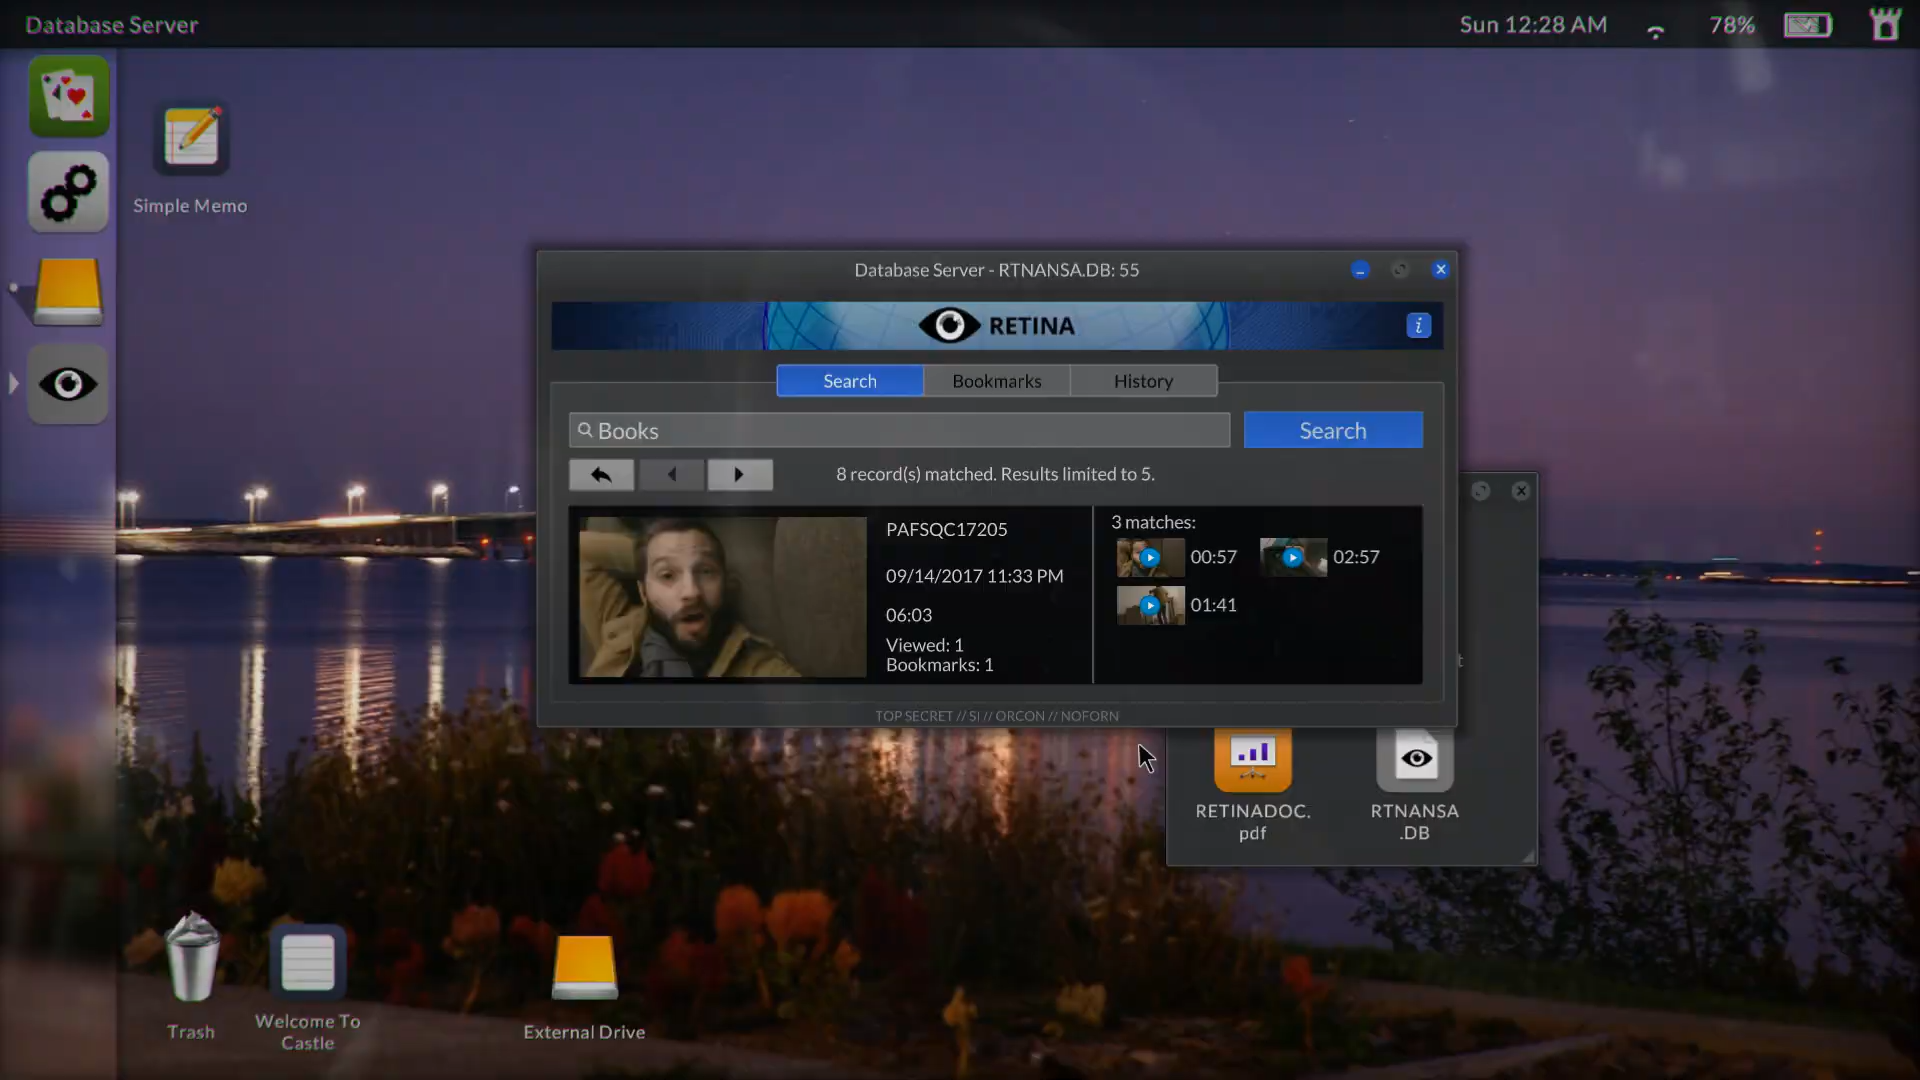 Database Server
Sun 12:28 AM
78%
Simple Memo
Database Server - RTNANSA.DB: 55
RETINA
i
Search
Bookmarks
History
Books
Search
8 record(s) matched. Results limited to 5.
PAFSQC17205
09/14/2017 11:33 PM
06:03
Viewed: 1
Bookmarks: 1
3 matches:
00:57
02:57
01:41
TOP SECRET // SI // ORCON // NOFORN
t
RETINADOC.
pdf
RTNANSA
.DB
Trash
Welcome To
Castle
External Drive